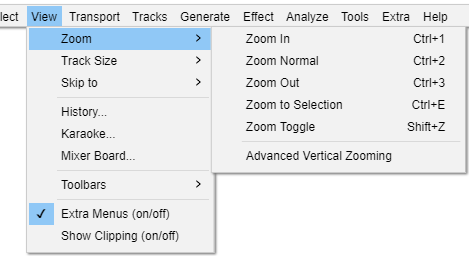 lect View Transport Tracks Generate Effect Analyze Tools Extra Help
Zoom >
Track Size >
Skip to >
History...
Karaoke...
Mixer Board...
Toolbars >
✓ Extra Menus (on/off)
Show Clipping (on/off)
Zoom In Ctrl+1
Zoom Normal Ctrl+2
Zoom Out Ctrl+3
Zoom to Selection Ctrl+E
Zoom Toggle Shift+Z
Advanced Vertical Zooming